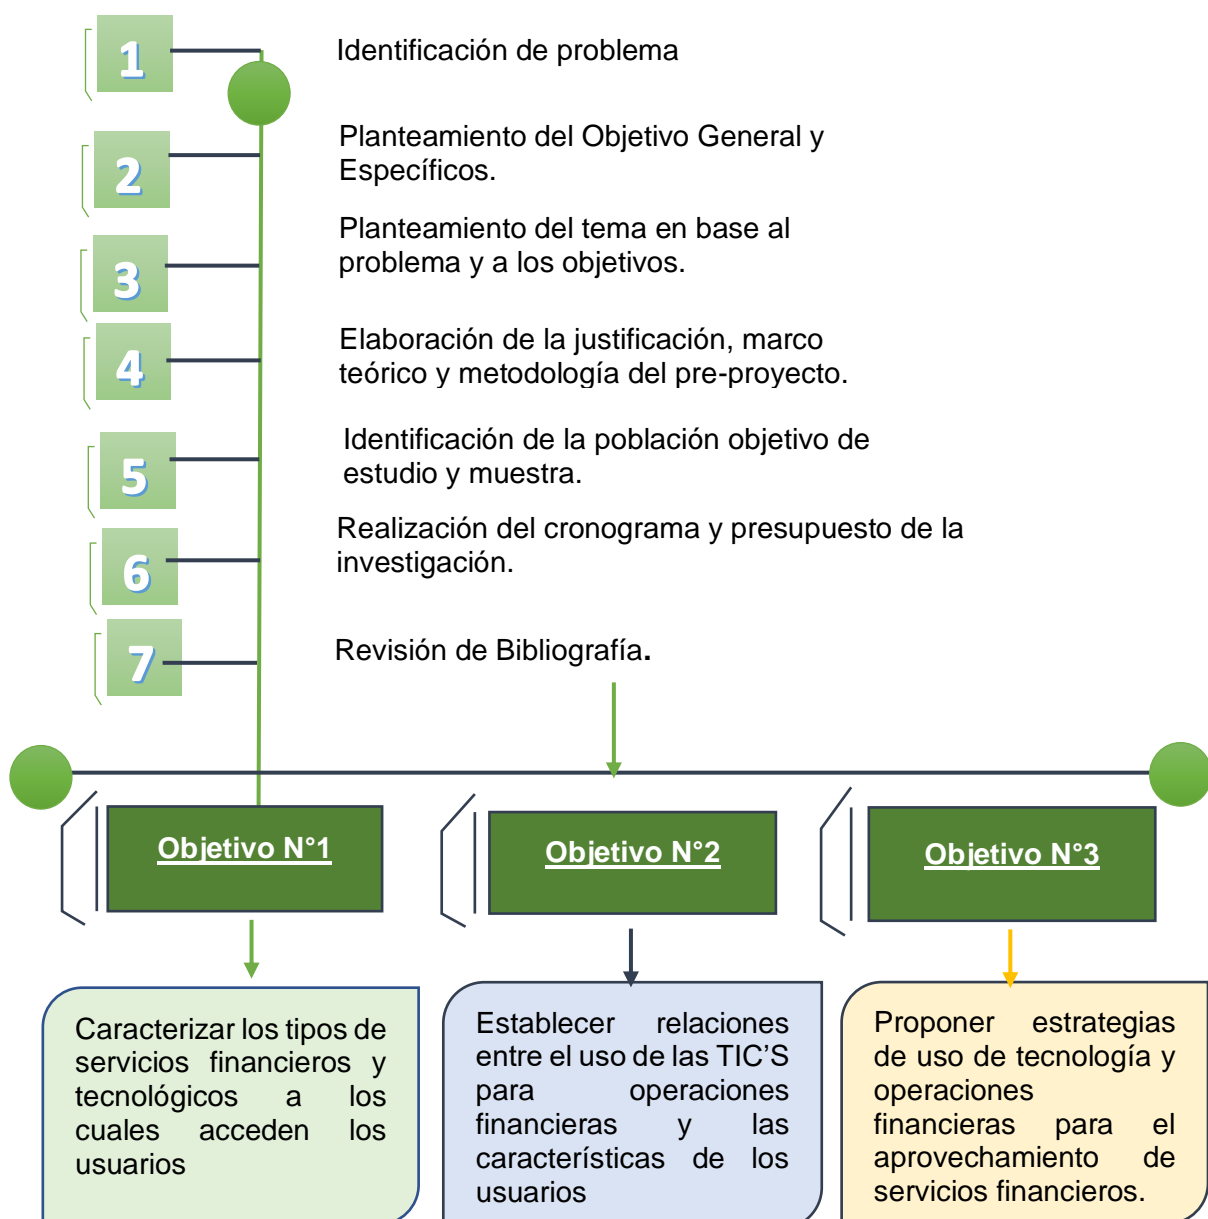 1
Identificación de problema
2
Planteamiento del Objetivo General y
Específicos.
3
Planteamiento del tema en base al
problema y a los objetivos.
4
Elaboración de la justificación, marco
teórico y metodología del pre-proyecto.
5
Identificación de la población objetivo de
estudio y muestra.
6
Realización del cronograma y presupuesto de la
investigación.
7
Revisión de Bibliografía.
Objetivo N°1
Objetivo N°2
Objetivo N°3
Caracterizar los tipos de
servicios financieros y
tecnológicos a los
cuales acceden los
usuarios
Establecer relaciones
entre el uso de las TIC’S
para operaciones
financieras y las
características de los
usuarios
Proponer estrategias
de uso de tecnología y
operaciones
financieras para el
aprovechamiento de
servicios financieros.